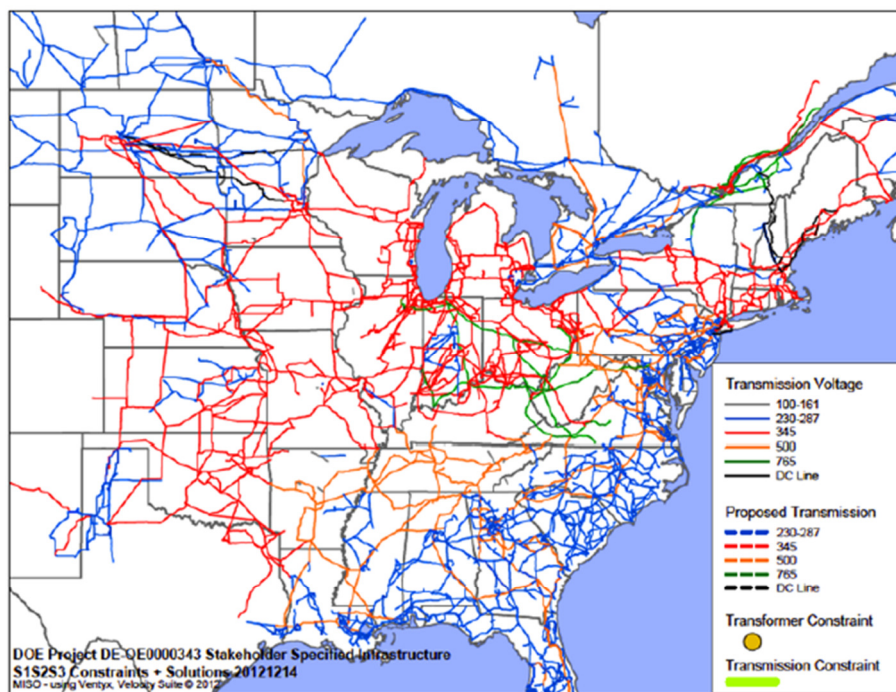 Transmission Voltage
100-161
230-287
345
500
765
DC Line
Proposed Transmission
230-287
345
500
765
DC Line
Transformer Constraint
Transmission Constraint
DOE Project DE-OE0000343 Stakeholder Specified Infrastructure
S1S2S3 Constraints + Solutions 20121214
MISO - using Ventyx, Velocity Suite © 2012